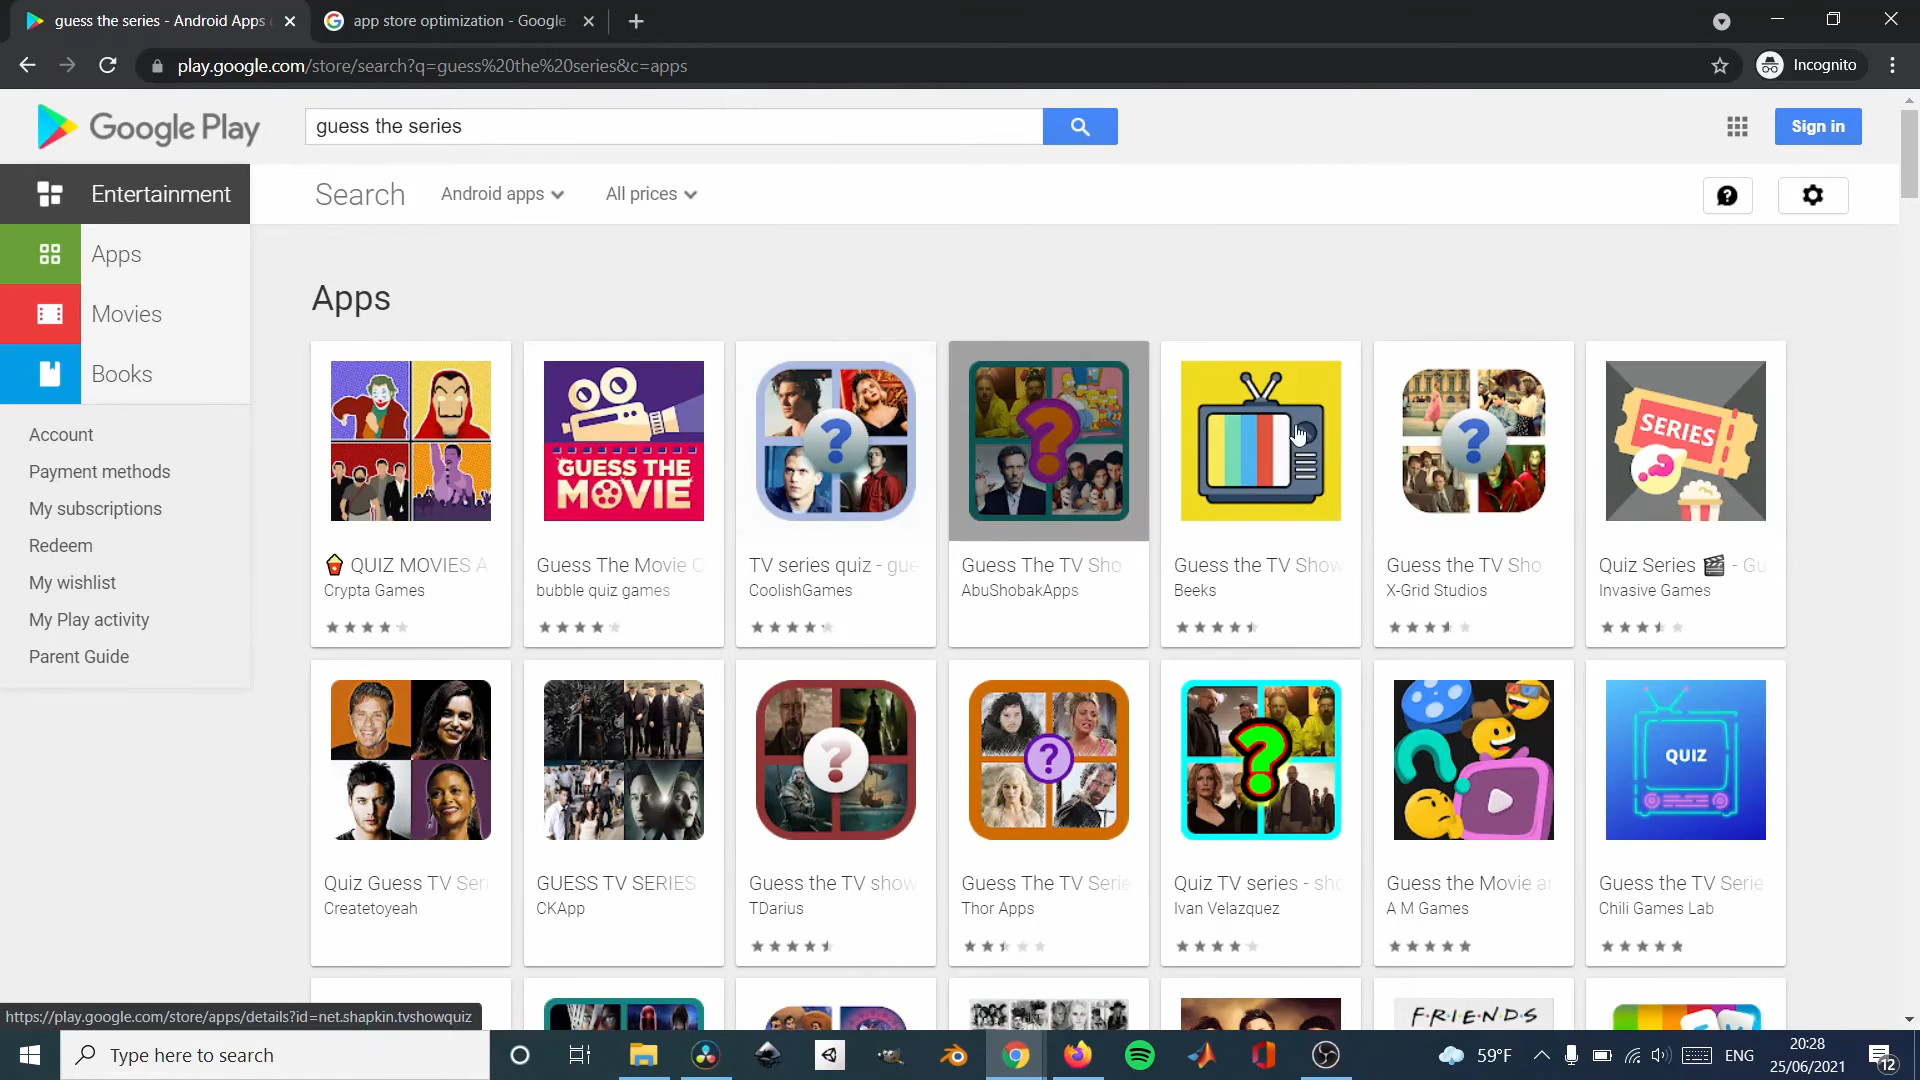 guess the series - Android Apps
app store optimization - Google
play.google.com/store/search?q=guess%20the%20series&c=apps
Incognito
Google Play
guess the series
Sign in
Entertainment
Search
Android apps
All prices
Apps
Movies
Books
Account
Payment methods
My subscriptions
Redeem
My wishlist
My Play activity
Parent Guide
Apps
GUESS THE
MOVIE
SERIES
QUIZ MOVIES A
Crypta Games
Guess The Movie Q
bubble quiz games
TV series quiz - gue
CoolishGames
Guess The TV Sho
AbuShobakApps
Guess the TV Show
Beeks
Guess the TV Sho
X-Grid Studios
Quiz Series - Gu
Invasive Games
QUIZ
Quiz Guess TV Seri
Createtoyeah
GUESS TV SERIES
CKApp
Guess the TV show
TDarius
Guess The TV Serie
Thor Apps
Quiz TV series - sho
Ivan Velazquez
Guess the Movie an
A M Games
Guess the TV Serie
Chili Games Lab
F·R·I·E·N·D·S
https://play.google.com/store/apps/details?id=net.shapkin.tvshowquiz
Type here to search
59°F
ENG
20:28
25/06/2021
12